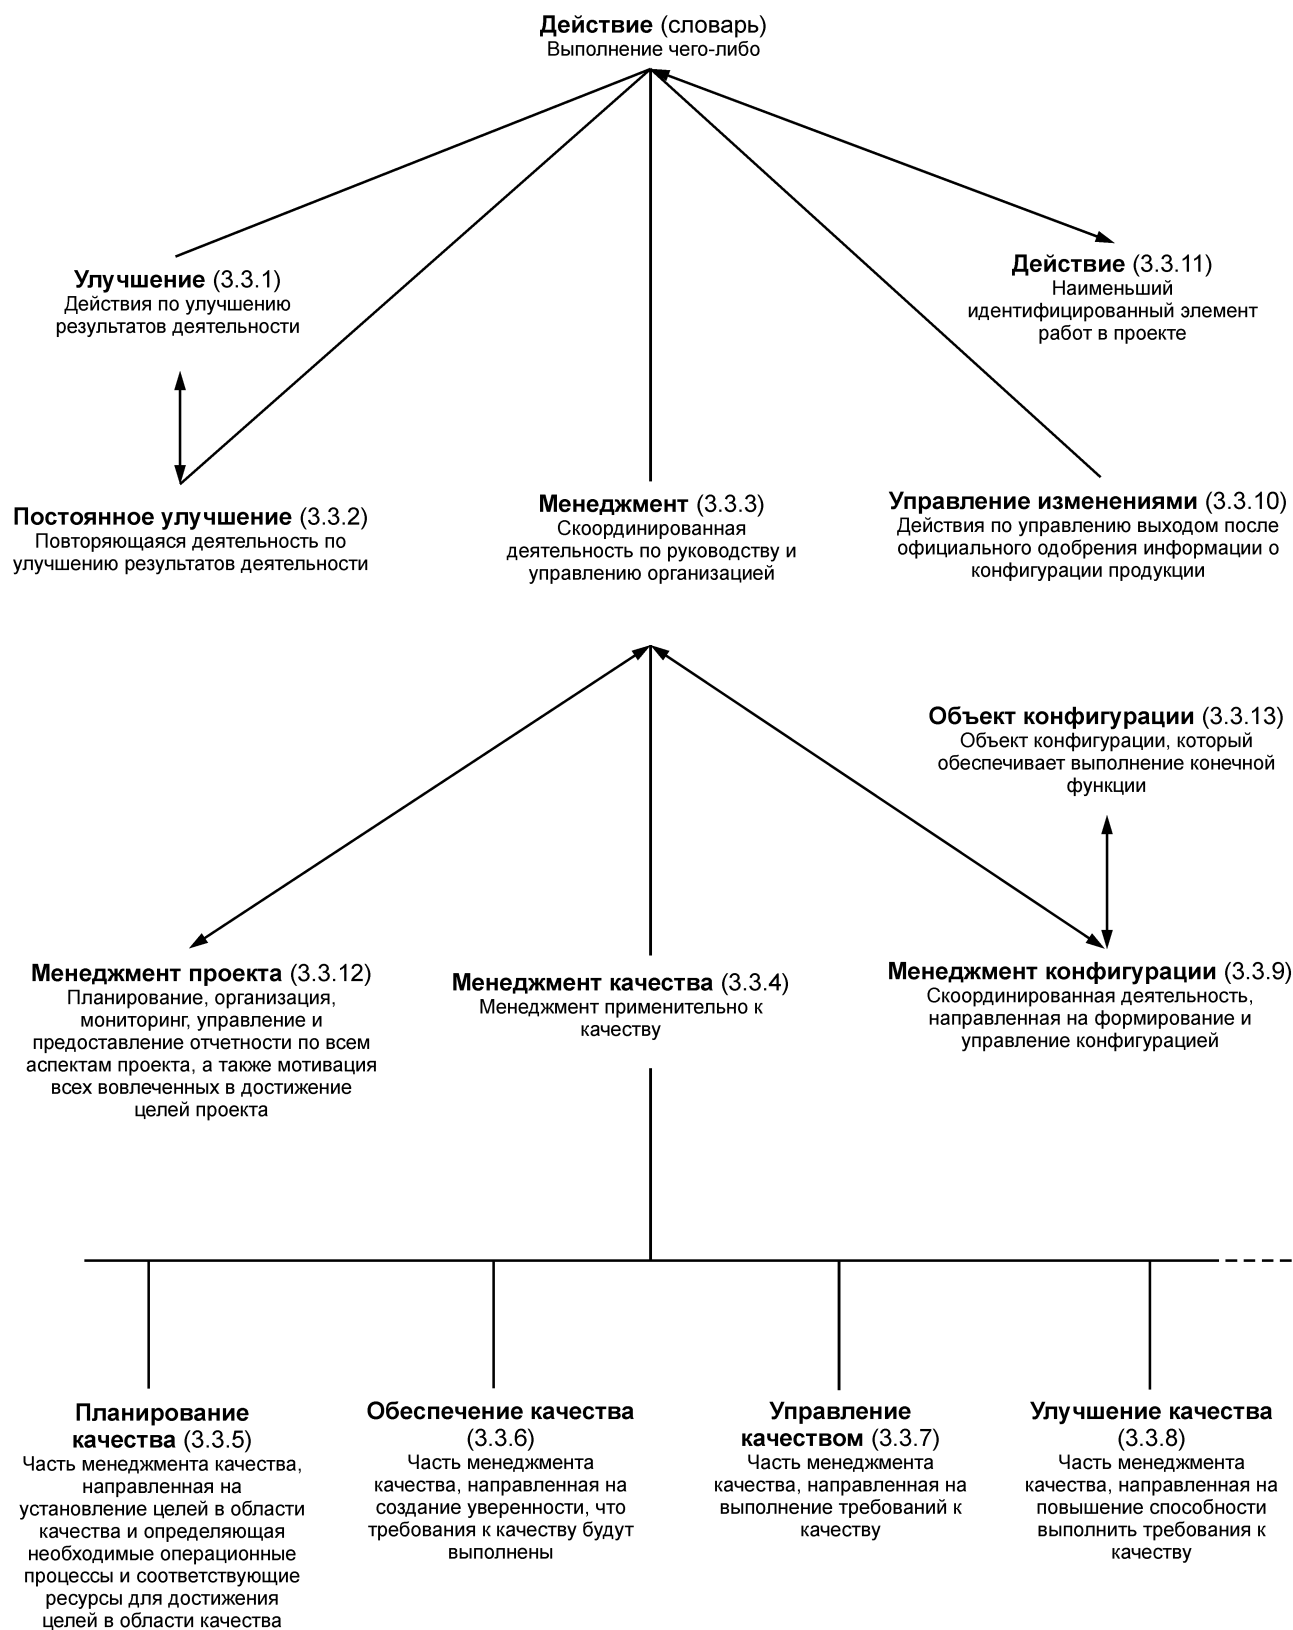 Действие (словарь)
Выполнение чего-либо
Улучшение (3.3.1)
Действия по улучшению
результатов деятельности
Действие (3.3.11)
Наименьший
идентифицированный элемент
работ в проекте
Постоянное улучшение (3.3.2)
Повторяющаяся деятельность по
улучшению результатов деятельности
Менеджмент (3.3.3)
Скоординированная
деятельность по руководству и
управлению организацией
Управление изменениями (3.3.10)
Действия по управлению выходом после
официального одобрения информации о
конфигурации продукции
Объект конфигурации (3.3.13)
Объект конфигурации, который
обеспечивает выполнение конечной
функции
Менеджмент проекта (3.3.12)
Планирование, организация,
мониторинг, управление и
предоставление отчетности по всем
аспектам проекта, а также мотивация
всех вовлеченных в достижение
целей проекта
Менеджмент качества (3.3.4)
Менеджмент применительно к
качеству
Менеджмент конфигурации (3.3.9)
Скоординированная деятельность,
направленная на формирование и
управление конфигурацией
Планирование
качества (3.3.5)
Часть менеджмента качества,
направленная на
установление целей в области
качества и определяющая
необходимые операционные
процессы и соответствующие
ресурсы для достижения
целей в области качества
Обеспечение качества
(3.3.6)
Часть менеджмента
качества, направленная на
создание уверенности, что
требования к качеству будут
выполнены
Управление
качеством (3.3.7)
Часть менеджмента
качества, направленная на
выполнение требований к
качеству
Улучшение качества
(3.3.8)
Часть менеджмента
качества, направленная на
повышение способности
выполнить требования к
качеству